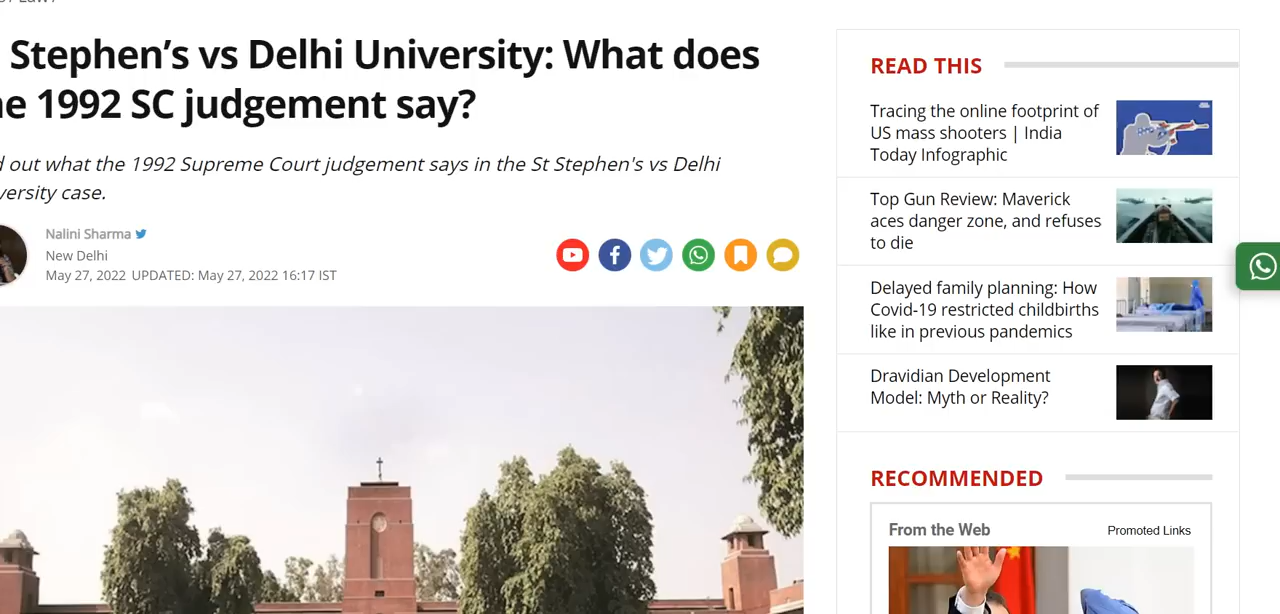 Stephen's vs Delhi University: What does
1992 SC judgement say?
out what the 1992 Supreme Court judgement says in the St Stephen's vs Delhi
case.
Nalini Sharma
New Delhi
May 27, 2022 UPDATED: May 27, 2022 16:17 IST
READ THIS
Tracing the online footprint of
US mass shooters | India
Today Infographic
Top Gun Review: Maverick
aces danger zone, and refuses
to die
Delayed family planning: How
Covid-19 restricted childbirths
like in previous pandemics
Dravidian Development
Model: Myth or Reality?
RECOMMENDED
From the Web
Promoted Links